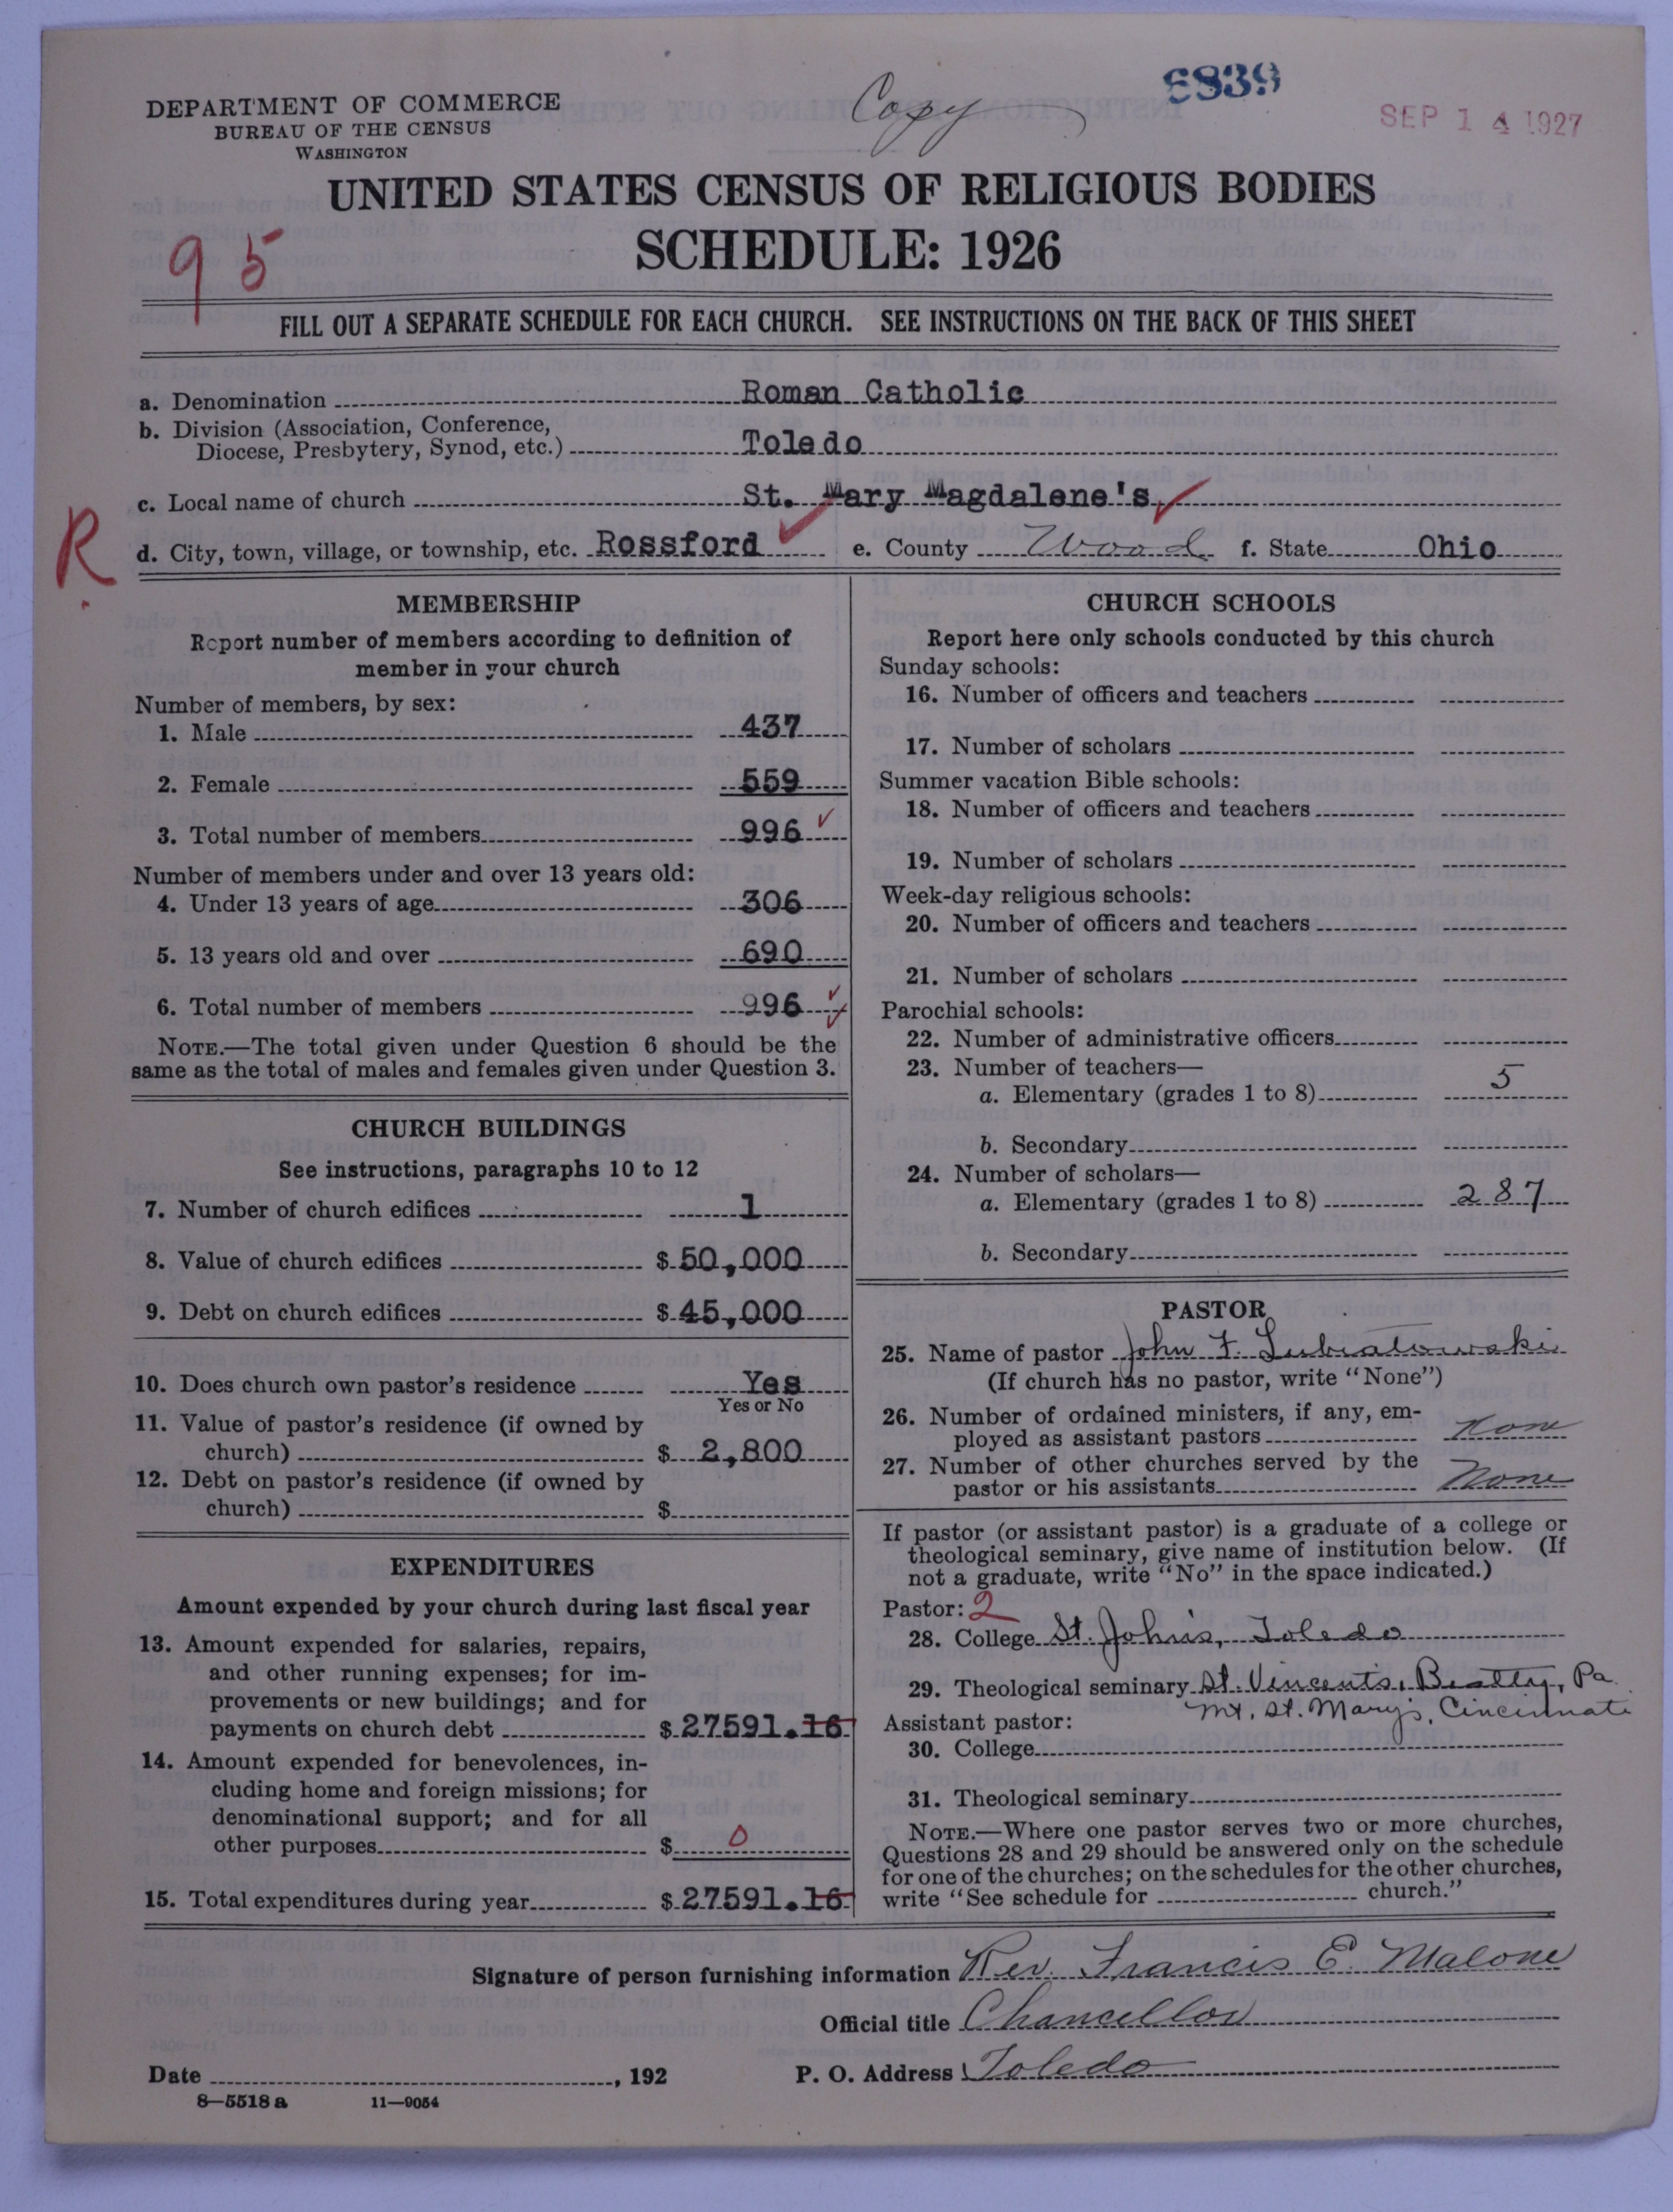 DEPARTMENT OF COMMERCE
BUREAU OF THE CENSUS
WASHINGTON
Copy
6839
SEP 14 1927
UNITED STATES CENSUS OF RELIGIOUS BODIES
SCHEDULE: 1926
95
FILL OUT A SEPARATE SCHEDULE FOR EACH CHURCH. SEE INSTRUCTIONS ON THE BACK OF THIS SHEET
a. Denomination Roman Catholic
b. Division (Association, Conference,
Diocese, Presbytery, Synod, etc.) Toledo
c. Local name of church St. Mary Magdalene's
R
d. City, town, village, or township, etc. Rossford e. County Wood f. State Ohio
MEMBERSHIP
Report number of members according to definition of
member in your church
Number of members, by sex:
1. Male 437
2. Female 559
3. Total number of members 996
Number of members under and over 13 years old:
4. Under 13 years of age 306
5. 13 years old and over 690
6. Total number of members 996
NOTE.—The total given under Question 6 should be the
same as the total of males and females given under Question 3.
CHURCH BUILDINGS
See instructions, paragraphs 10 to 12
7. Number of church edifices 1
8. Value of church edifices $ 50,000
9. Debt on church edifices $ 45,000
10. Does church own pastor's residence Yes
Yes or No
11. Value of pastor's residence (if owned by
church) $ 2,800
12. Debt on pastor's residence (if owned by
church) $
EXPENDITURES
Amount expended by your church during last fiscal year
13. Amount expended for salaries, repairs,
and other running expenses; for im-
provements or new buildings; and for
payments on church debt $ 27591.16
14. Amount expended for benevolences, in-
cluding home and foreign missions; for
denominational support; and for all
other purposes $ 0
15. Total expenditures during year $ 27591.16
CHURCH SCHOOLS
Report here only schools conducted by this church
Sunday schools:
16. Number of officers and teachers
17. Number of scholars
Summer vacation Bible schools:
18. Number of officers and teachers
19. Number of scholars
Week-day religious schools:
20. Number of officers and teachers
21. Number of scholars
Parochial schools:
22. Number of administrative officers
23. Number of teachers—
a. Elementary (grades 1 to 8) 5
b. Secondary
24. Number of scholars—
a. Elementary (grades 1 to 8) 287
b. Secondary
PASTOR
25. Name of pastor John F. Lubiatowski
(If church has no pastor, write "None")
26. Number of ordained ministers, if any, em-
ployed as assistant pastors None
27. Number of other churches served by the
pastor or his assistants None
If pastor (or assistant pastor) is a graduate of a college or
theological seminary, give name of institution below. (If
not a graduate, write "No" in the space indicated.)
Pastor: 2
28. College St. John's, Toledo
29. Theological seminary St. Vincent's, Beatty, Pa.
Mt. St. Mary's, Cincinnati
Assistant pastor:
30. College
31. Theological seminary
NOTE.—Where one pastor serves two or more churches,
Questions 28 and 29 should be answered only on the schedule
for one of the churches; on the schedules for the other churches,
write "See schedule for church."
Signature of person furnishing information Rev. Francis E. Malone
Official title Chancellor
Date , 192 P. O. Address Toledo
8—5518 a 11—9054